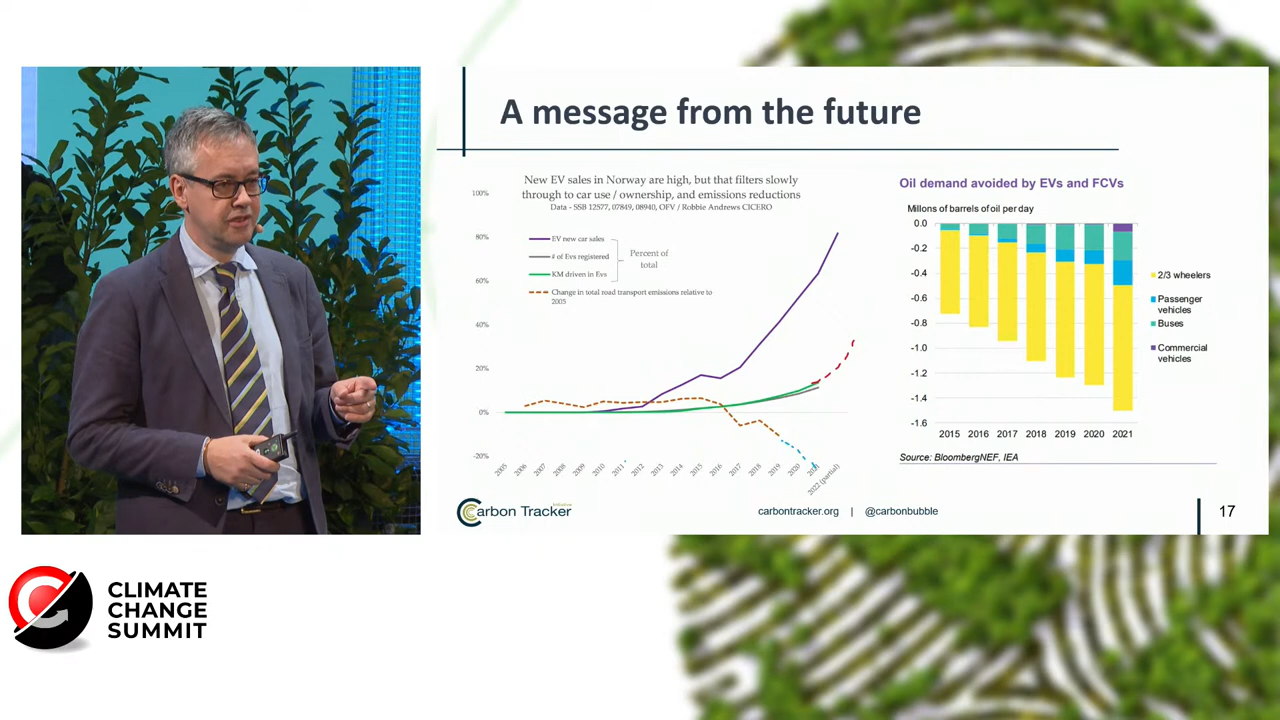 A message from the future
New EV sales in Norway are high, but that filters slowly
through to car use / ownership, and emissions reductions
Data - SSB 12577, 07849, 08940, OFV / Robbie Andrews CICERO
100%
80%
60%
40%
20%
0%
-20%
EV new car sales
# of Evs registered
KM driven in Evs
Percent of
total
Change in total road transport emissions relative to
2005
2005
2006
2007
2008
2009
2010
2011
2012
2013
2014
2015
2016
2017
2018
2019
2020
2022 (partial)
Oil demand avoided by EVs and FCVs
Millons of barrels of oil per day
0.0
-0.2
-0.4
-0.6
-0.8
-1.0
-1.2
-1.4
-1.6
2015 2016 2017 2018 2019 2020 2021
2/3 wheelers
Passenger
vehicles
Buses
Commercial
vehicles
Source: BloombergNEF, IEA
Carbon Tracker
Initiative
carbontracker.org | @carbonbubble
17
CLIMATE
CHANGE
SUMMIT